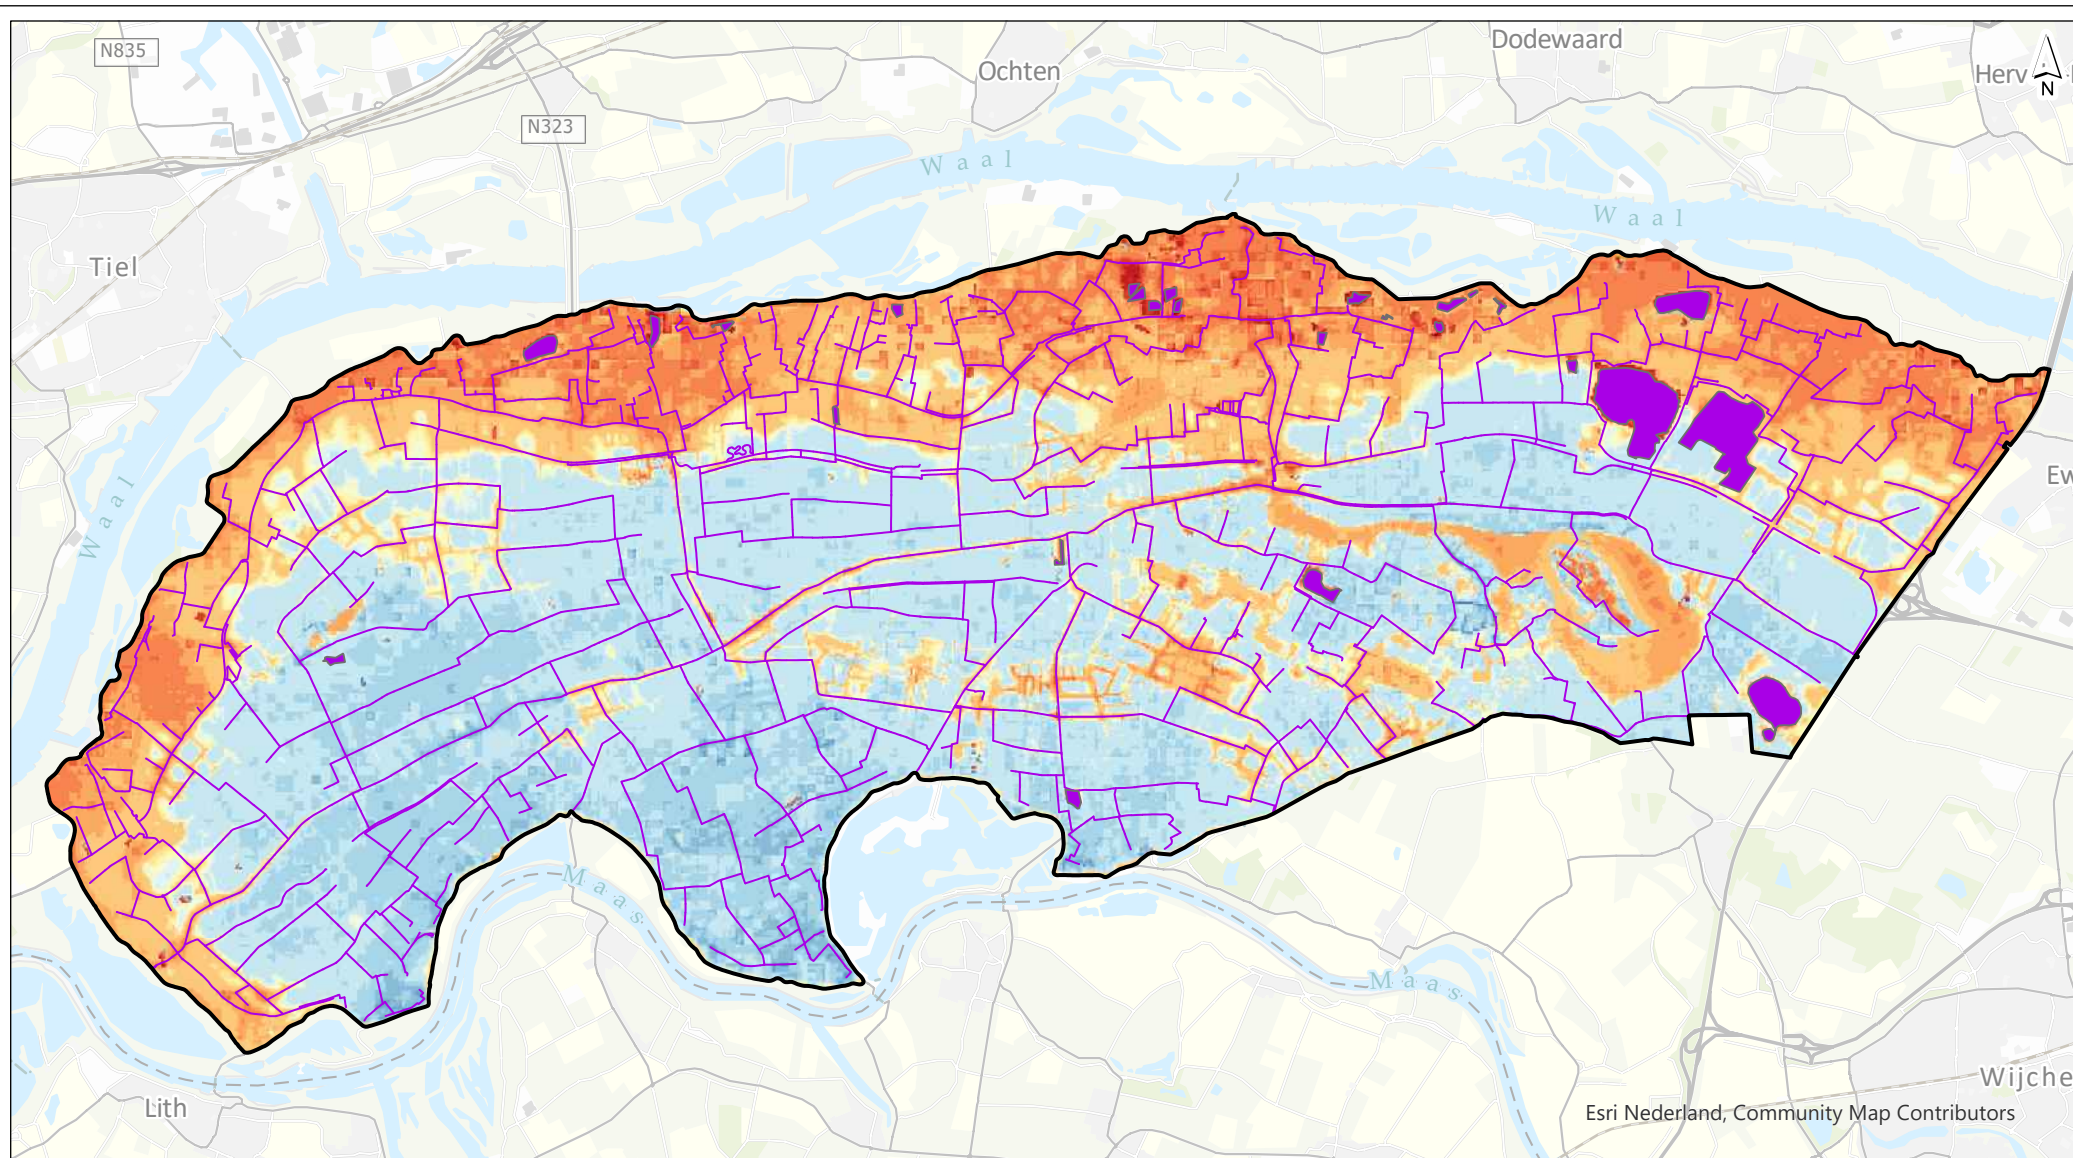 N835
Dodewaard
Ochten
Herv
N
N323
Waal
Waal
Tiel
Ew
Waal
Maas
Maas
Wijche
Lith
Esri Nederland, Community Map Contributors